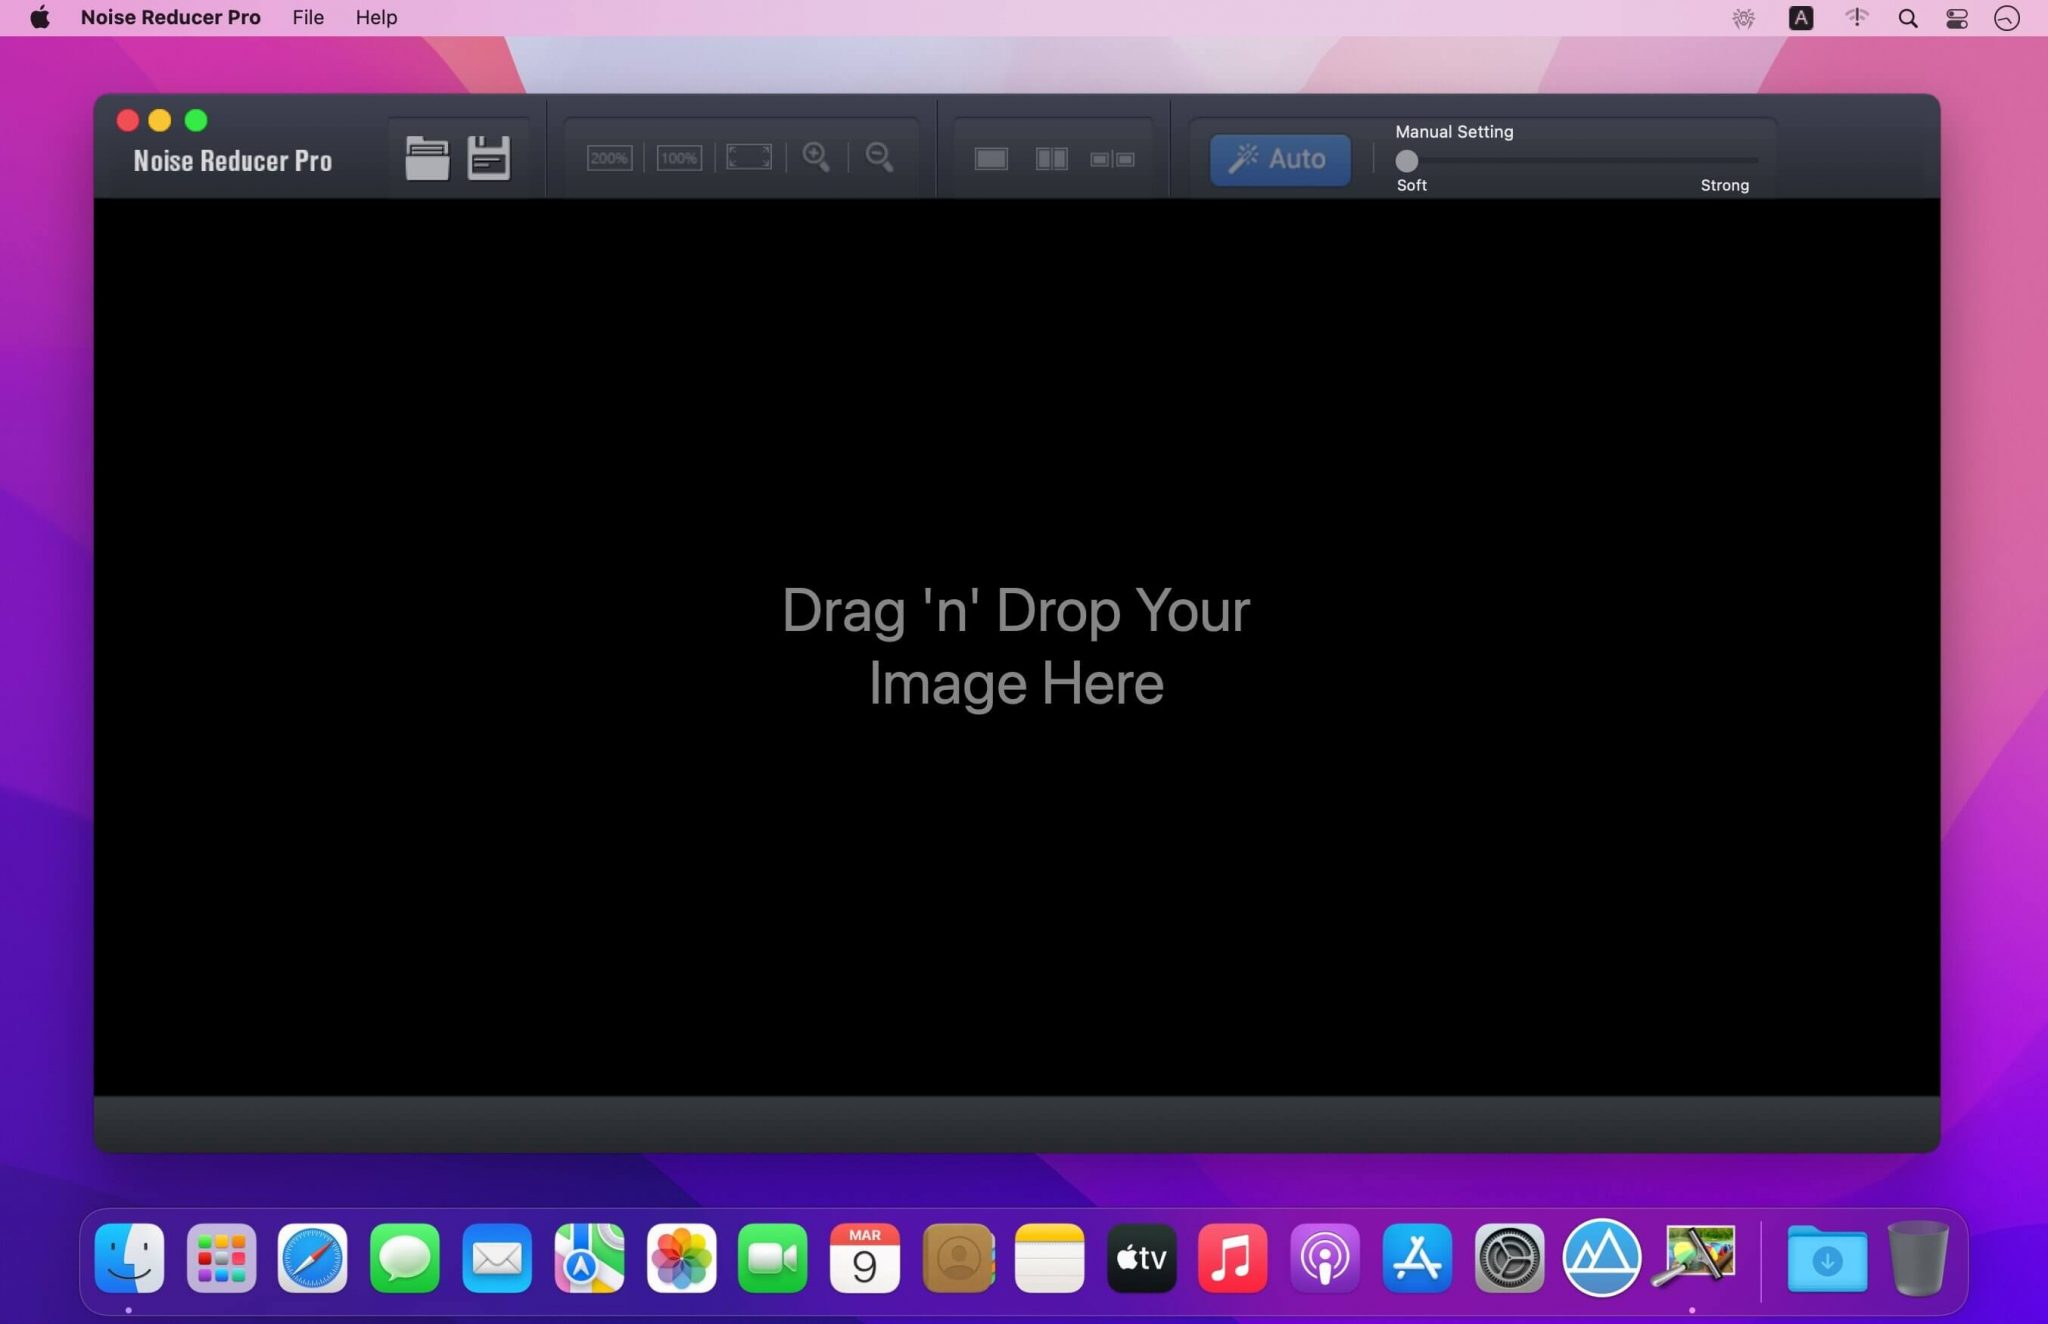 Noise Reducer Pro File Help
A
Noise Reducer Pro
200%
100%
Auto
Manual Setting
Soft
Strong
Drag 'n' Drop Your
Image Here
MAR
9
tv